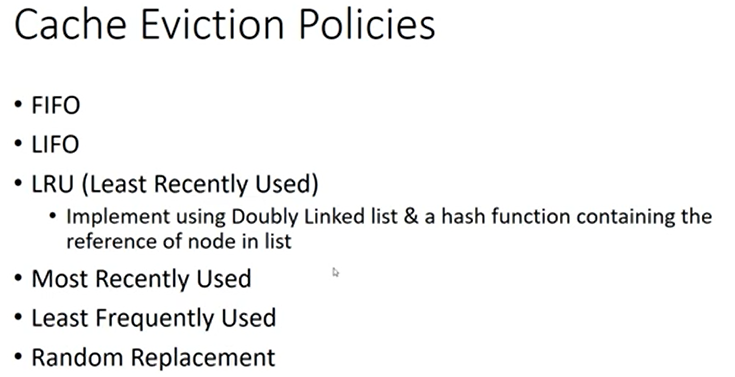 Cache Eviction Policies
• FIFO
• LIFO
• LRU (Least Recently Used)
• Implement using Doubly Linked list & a hash function containing the
reference of node in list
• Most Recently Used
• Least Frequently Used
• Random Replacement